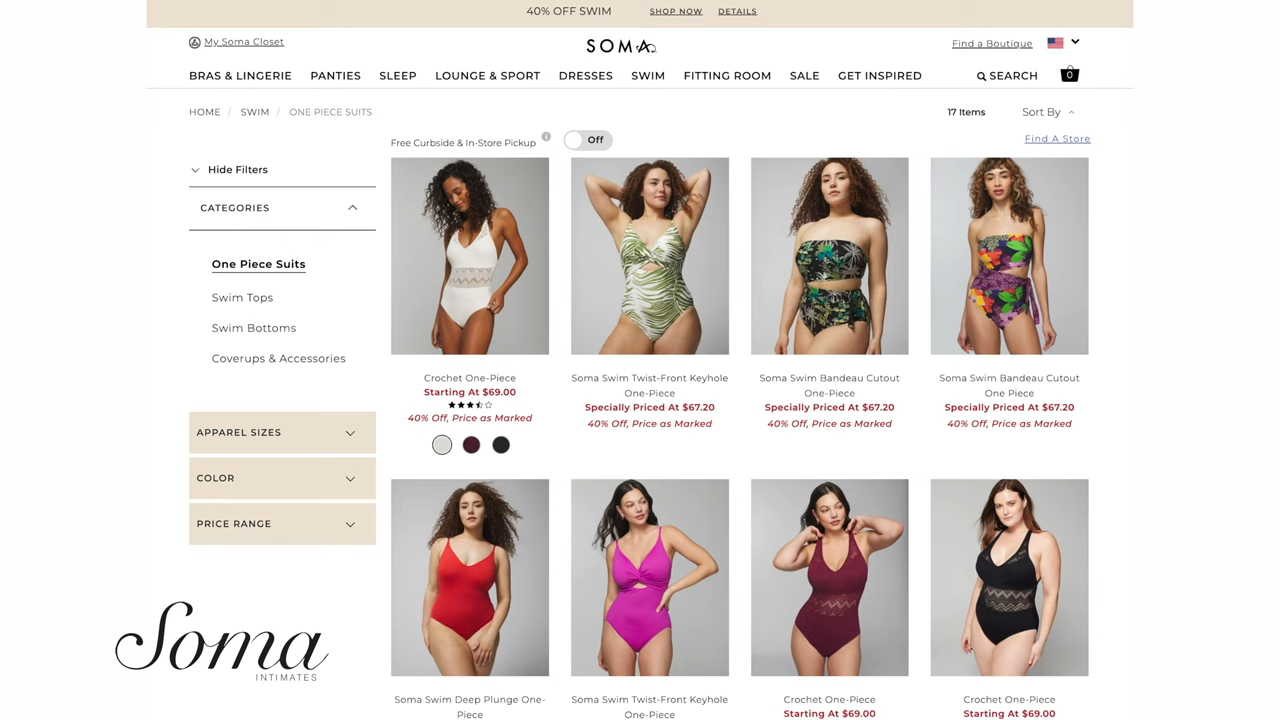 40% OFF SWIM SHOP NOW DETAILS
My Soma Closet
SOMA
Find a Boutique
BRAS & LINGERIE PANTIES SLEEP LOUNGE & SPORT DRESSES SWIM FITTING ROOM SALE GET INSPIRED SEARCH 0
HOME / SWIM / ONE PIECE SUITS
17 Items Sort By
Free Curbside & In-Store Pickup i Off
Find A Store
Hide Filters
CATEGORIES
One Piece Suits
Swim Tops
Swim Bottoms
Coverups & Accessories
APPAREL SIZES
COLOR
PRICE RANGE
Crochet One-Piece
Starting At $69.00
40% Off, Price as Marked
Soma Swim Twist-Front Keyhole
One-Piece
Specially Priced At $67.20
40% Off, Price as Marked
Soma Swim Bandeau Cutout
One-Piece
Specially Priced At $67.20
40% Off, Price as Marked
Soma Swim Bandeau Cutout
One Piece
Specially Priced At $67.20
40% Off, Price as Marked
Soma Swim Deep Plunge One-
Piece
Soma Swim Twist-Front Keyhole
One-Piece
Crochet One-Piece
Starting At $69.00
Crochet One-Piece
Starting At $69.00
Soma
INTIMATES